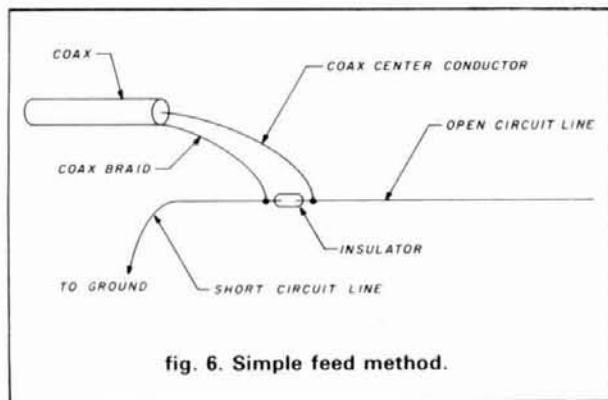 COAX
COAX CENTER CONDUCTOR
OPEN CIRCUIT LINE
COAX BRAID
INSULATOR
TO GROUND
SHORT CIRCUIT LINE
fig. 6. Simple feed method.